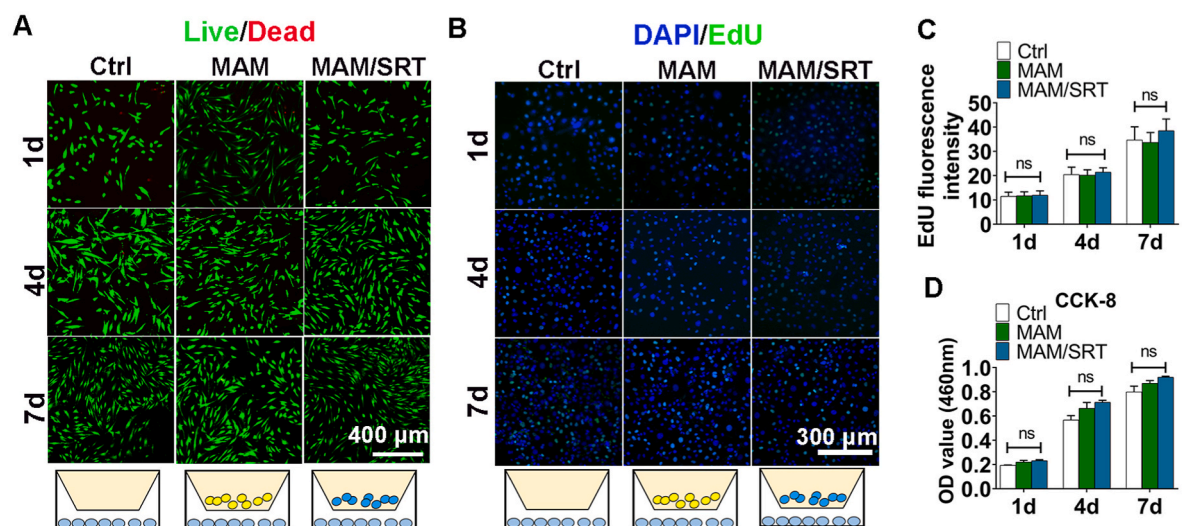 A
Live/Dead
Ctrl MAM MAM/SRT
1d
4d
7d
400 µm
B
DAPI/EdU
Ctrl MAM MAM/SRT
1d
4d
7d
300 µm
C
Ctrl
MAM
MAM/SRT
EdU fluorescence
intensity
50
40
30
20
10
0
ns
ns
ns
1d 4d 7d
D
CCK-8
Ctrl
MAM
MAM/SRT
OD value (460nm)
1.0
0.8
0.6
0.4
0.2
0.0
ns
ns
ns
1d 4d 7d